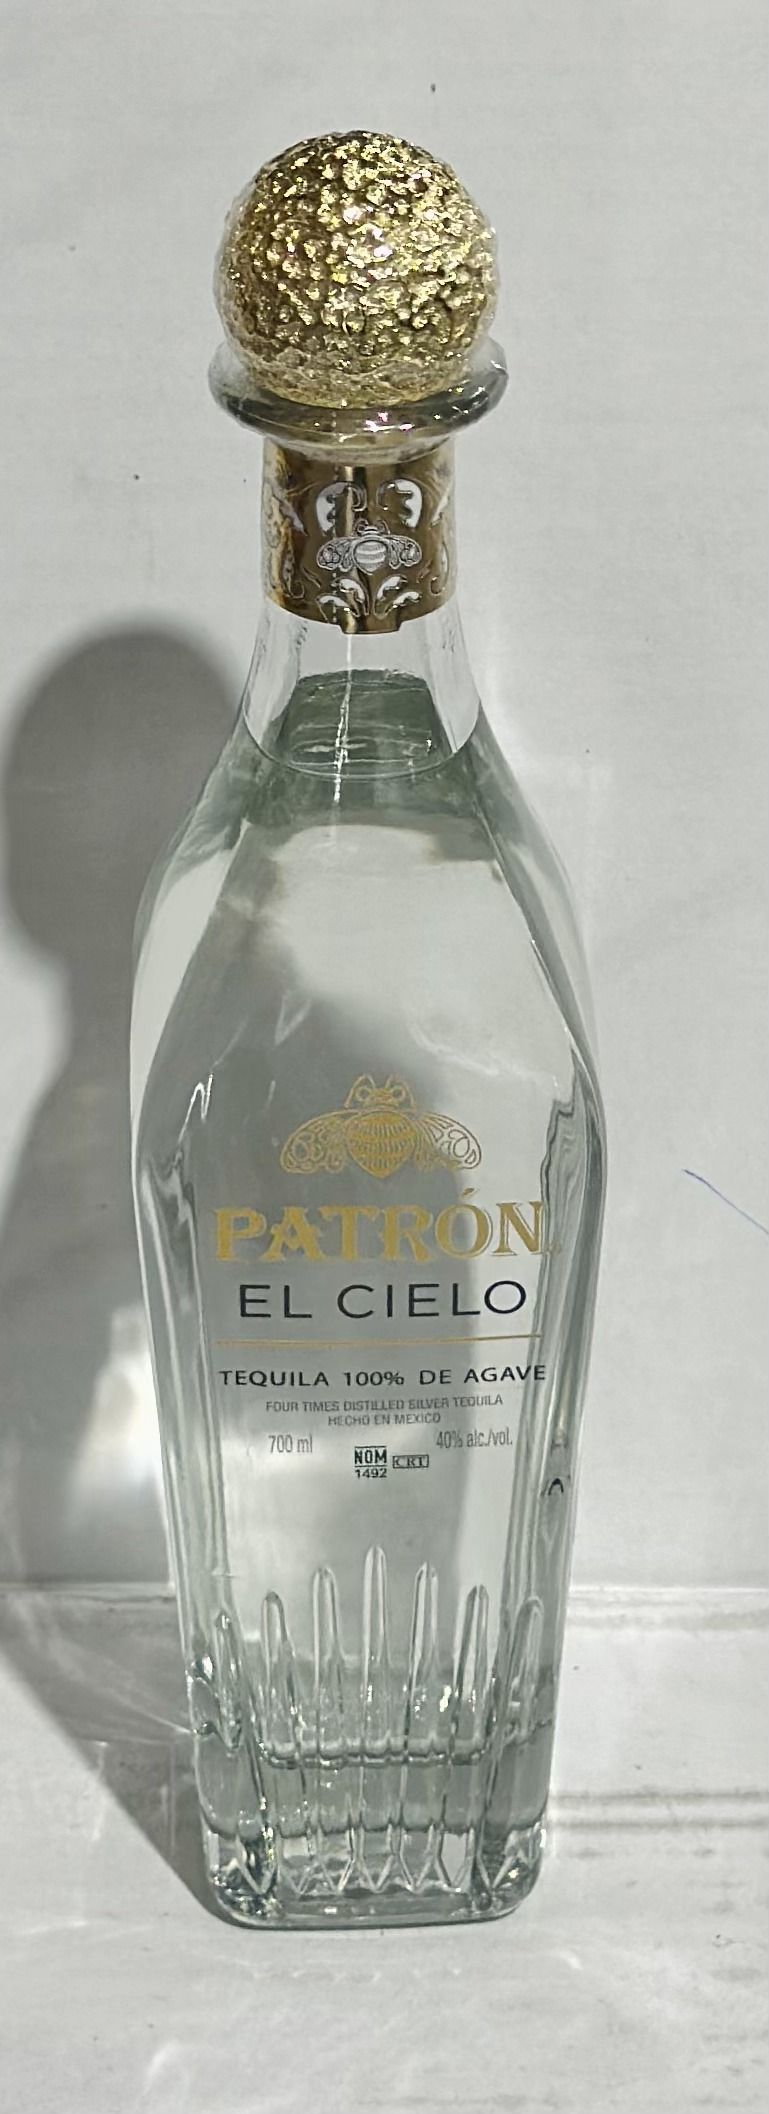 PATRÓN
EL CIELO
TEQUILA 100% DE AGAVE
FOUR TIMES DISTILLED SILVER TEQUILA
HECHO EN MEXICO
700 ml 40% alc./vol.
NOM CRT
1492